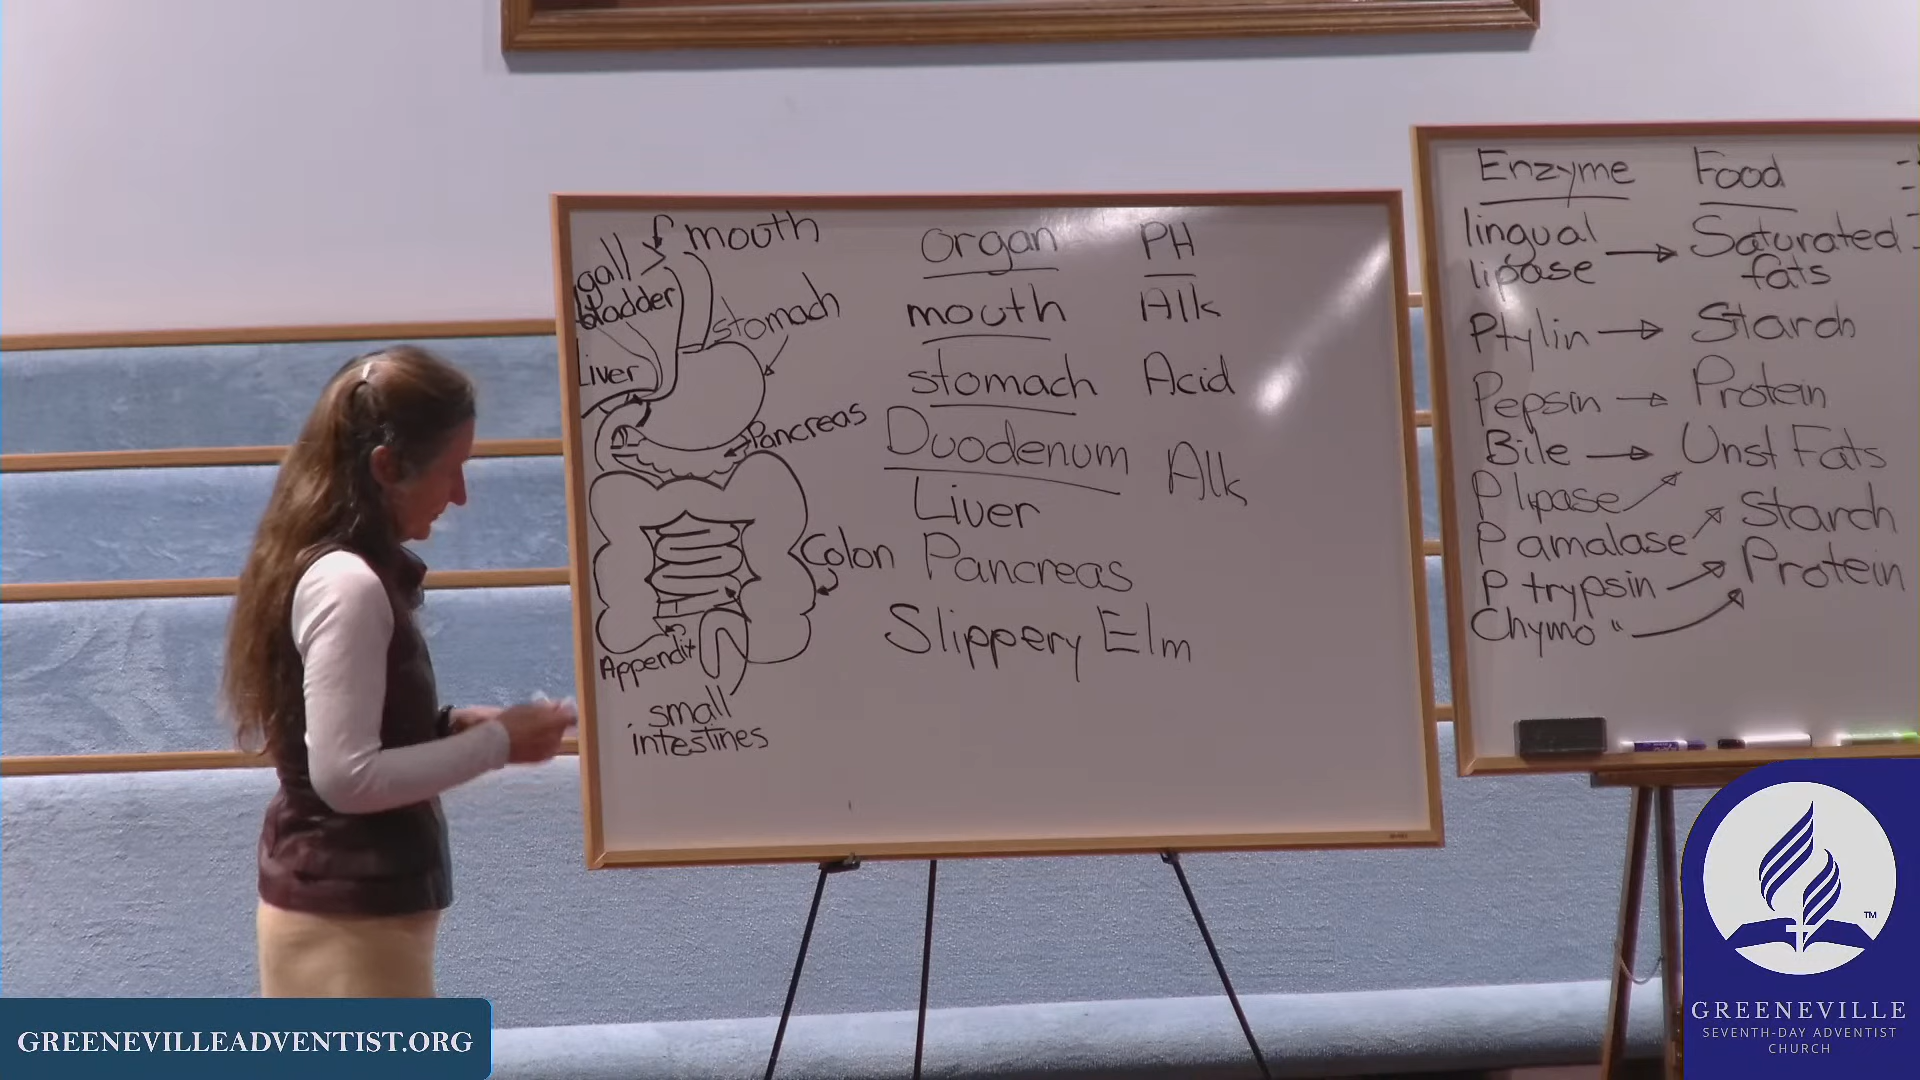 mouth
gall
bladder
stomach
Liver
Pancreas
Colon
Appendix
small
intestines
Organ PH
mouth Alk
stomach Acid
Duodenum Alk
Liver
Pancreas
Slippery Elm
Enzyme Food
lingual
lipase Saturated
fats
Ptylin Starch
Pepsin Protein
Bile Unst Fats
P lipase
P amalase Starch
P trypsin Protein
Chymo "
GREENEVILLEADVENTIST.ORG
TM
GREENEVILLE
SEVENTH-DAY ADVENTIST
CHURCH